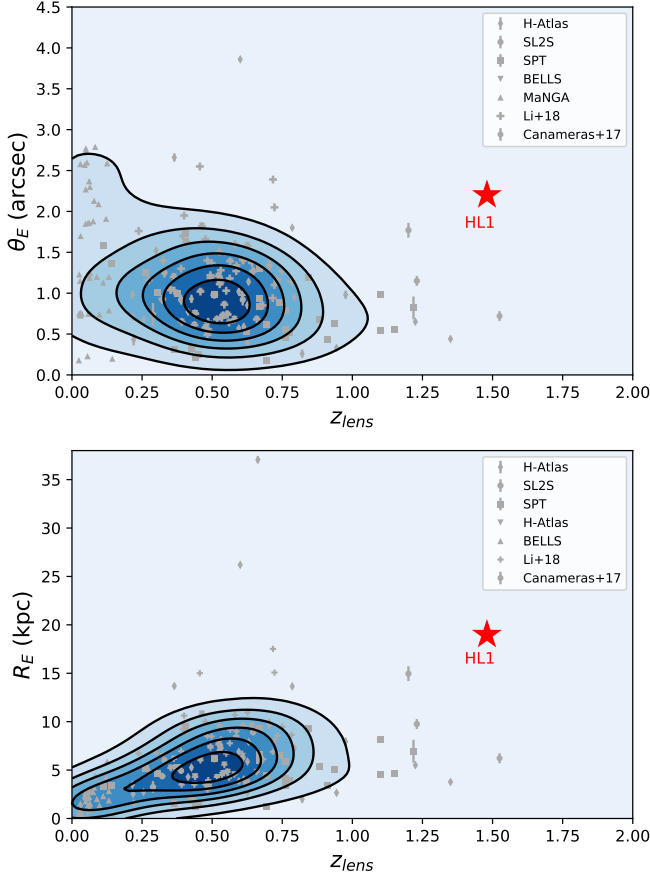 4.5
4.0
3.5
3.0
2.5
2.0
1.5
1.0
0.5
0.0
θ_E (arcsec)
H-Atlas
SL2S
SPT
BELLS
MaNGA
Li+18
Canameras+17
HL1
0.00 0.25 0.50 0.75 1.00 1.25 1.50 1.75 2.00
z_lens
35
30
25
20
15
10
5
0
R_E (kpc)
H-Atlas
SL2S
SPT
H-Atlas
BELLS
Li+18
Canameras+17
HL1
0.00 0.25 0.50 0.75 1.00 1.25 1.50 1.75 2.00
z_lens